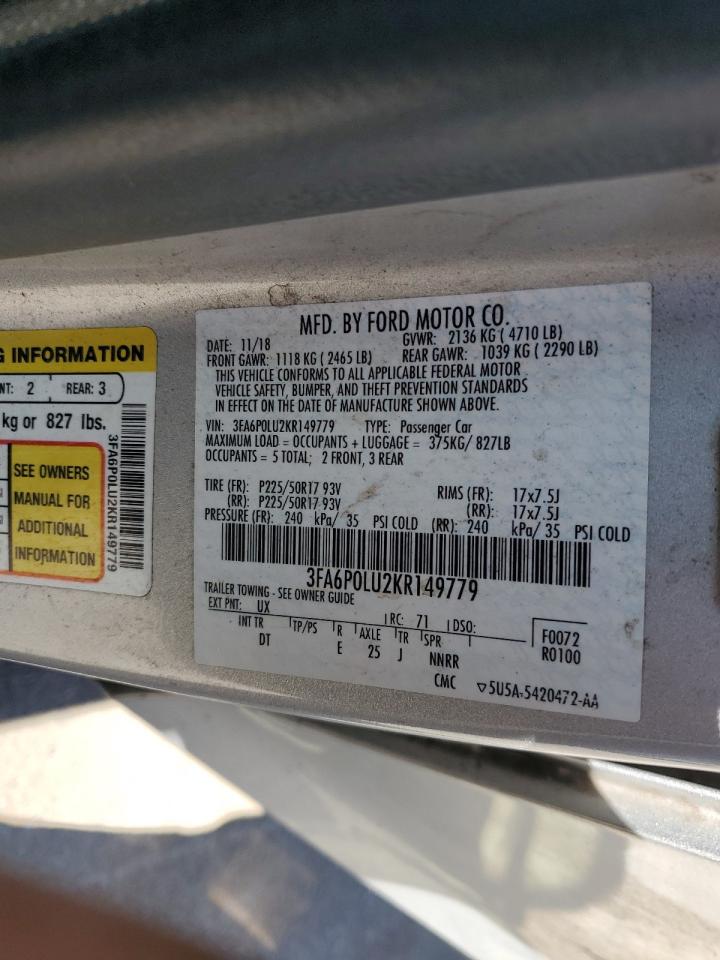 G INFORMATION
NT: 2 REAR: 3
kg or 827 lbs.
SEE OWNERS
MANUAL FOR
ADDITIONAL
INFORMATION
3FA6P0LU2KR149779
MFD. BY FORD MOTOR CO.
DATE: 11/18 GVWR: 2136 KG ( 4710 LB)
FRONT GAWR: 1118 KG ( 2465 LB) REAR GAWR: 1039 KG ( 2290 LB)
THIS VEHICLE CONFORMS TO ALL APPLICABLE FEDERAL MOTOR
VEHICLE SAFETY, BUMPER, AND THEFT PREVENTION STANDARDS
IN EFFECT ON THE DATE OF MANUFACTURE SHOWN ABOVE.
VIN: 3FA6P0LU2KR149779 TYPE: Passenger Car
MAXIMUM LOAD = OCCUPANTS + LUGGAGE = 375KG/ 827LB
OCCUPANTS = 5 TOTAL; 2 FRONT, 3 REAR
TIRE (FR): P225/50R17 93V RIMS (FR): 17x7.5J
(RR): P225/50R17 93V (RR): 17x7.5J
PRESSURE (FR): 240 kPa/ 35 PSI COLD (RR): 240 kPa/ 35 PSI COLD
3FA6P0LU2KR149779
TRAILER TOWING - SEE OWNER GUIDE
EXT PNT: UX RC: 71 DSO: F0072
INT TR TP/PS R AXLE TR SPR R0100
DT E 25 J NNRR
CMC 5U5A-5420472-AA